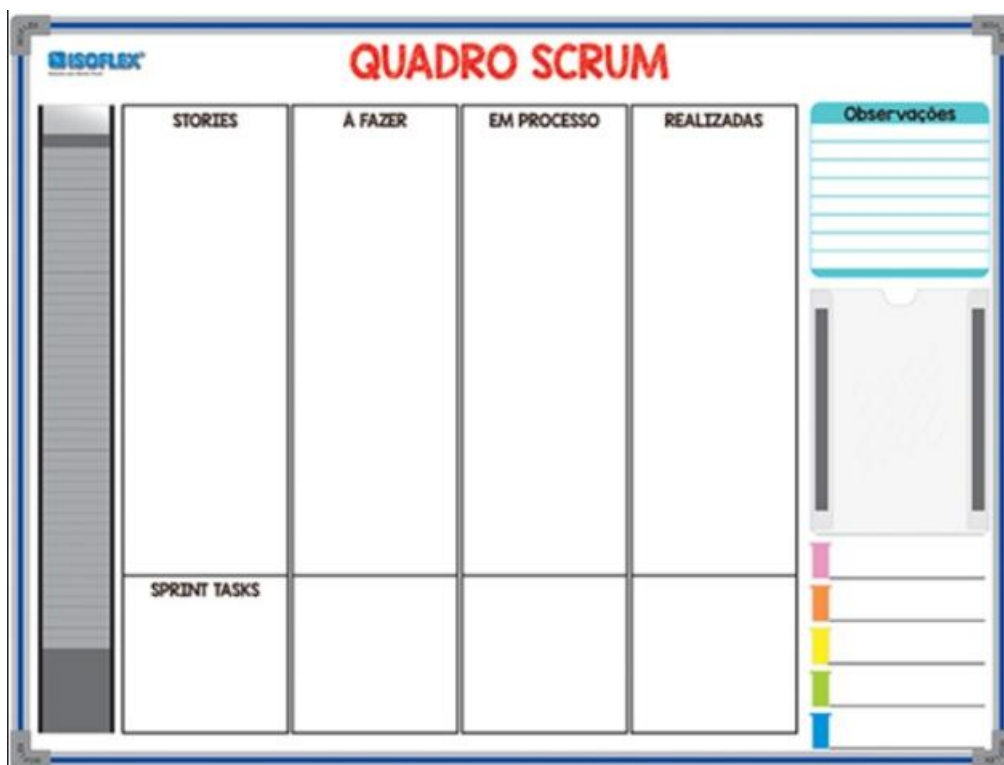 ISOFLEX®
QUADRO SCRUM
STORIES
À FAZER
EM PROCESSO
REALIZADAS
Observações
SPRINT TASKS